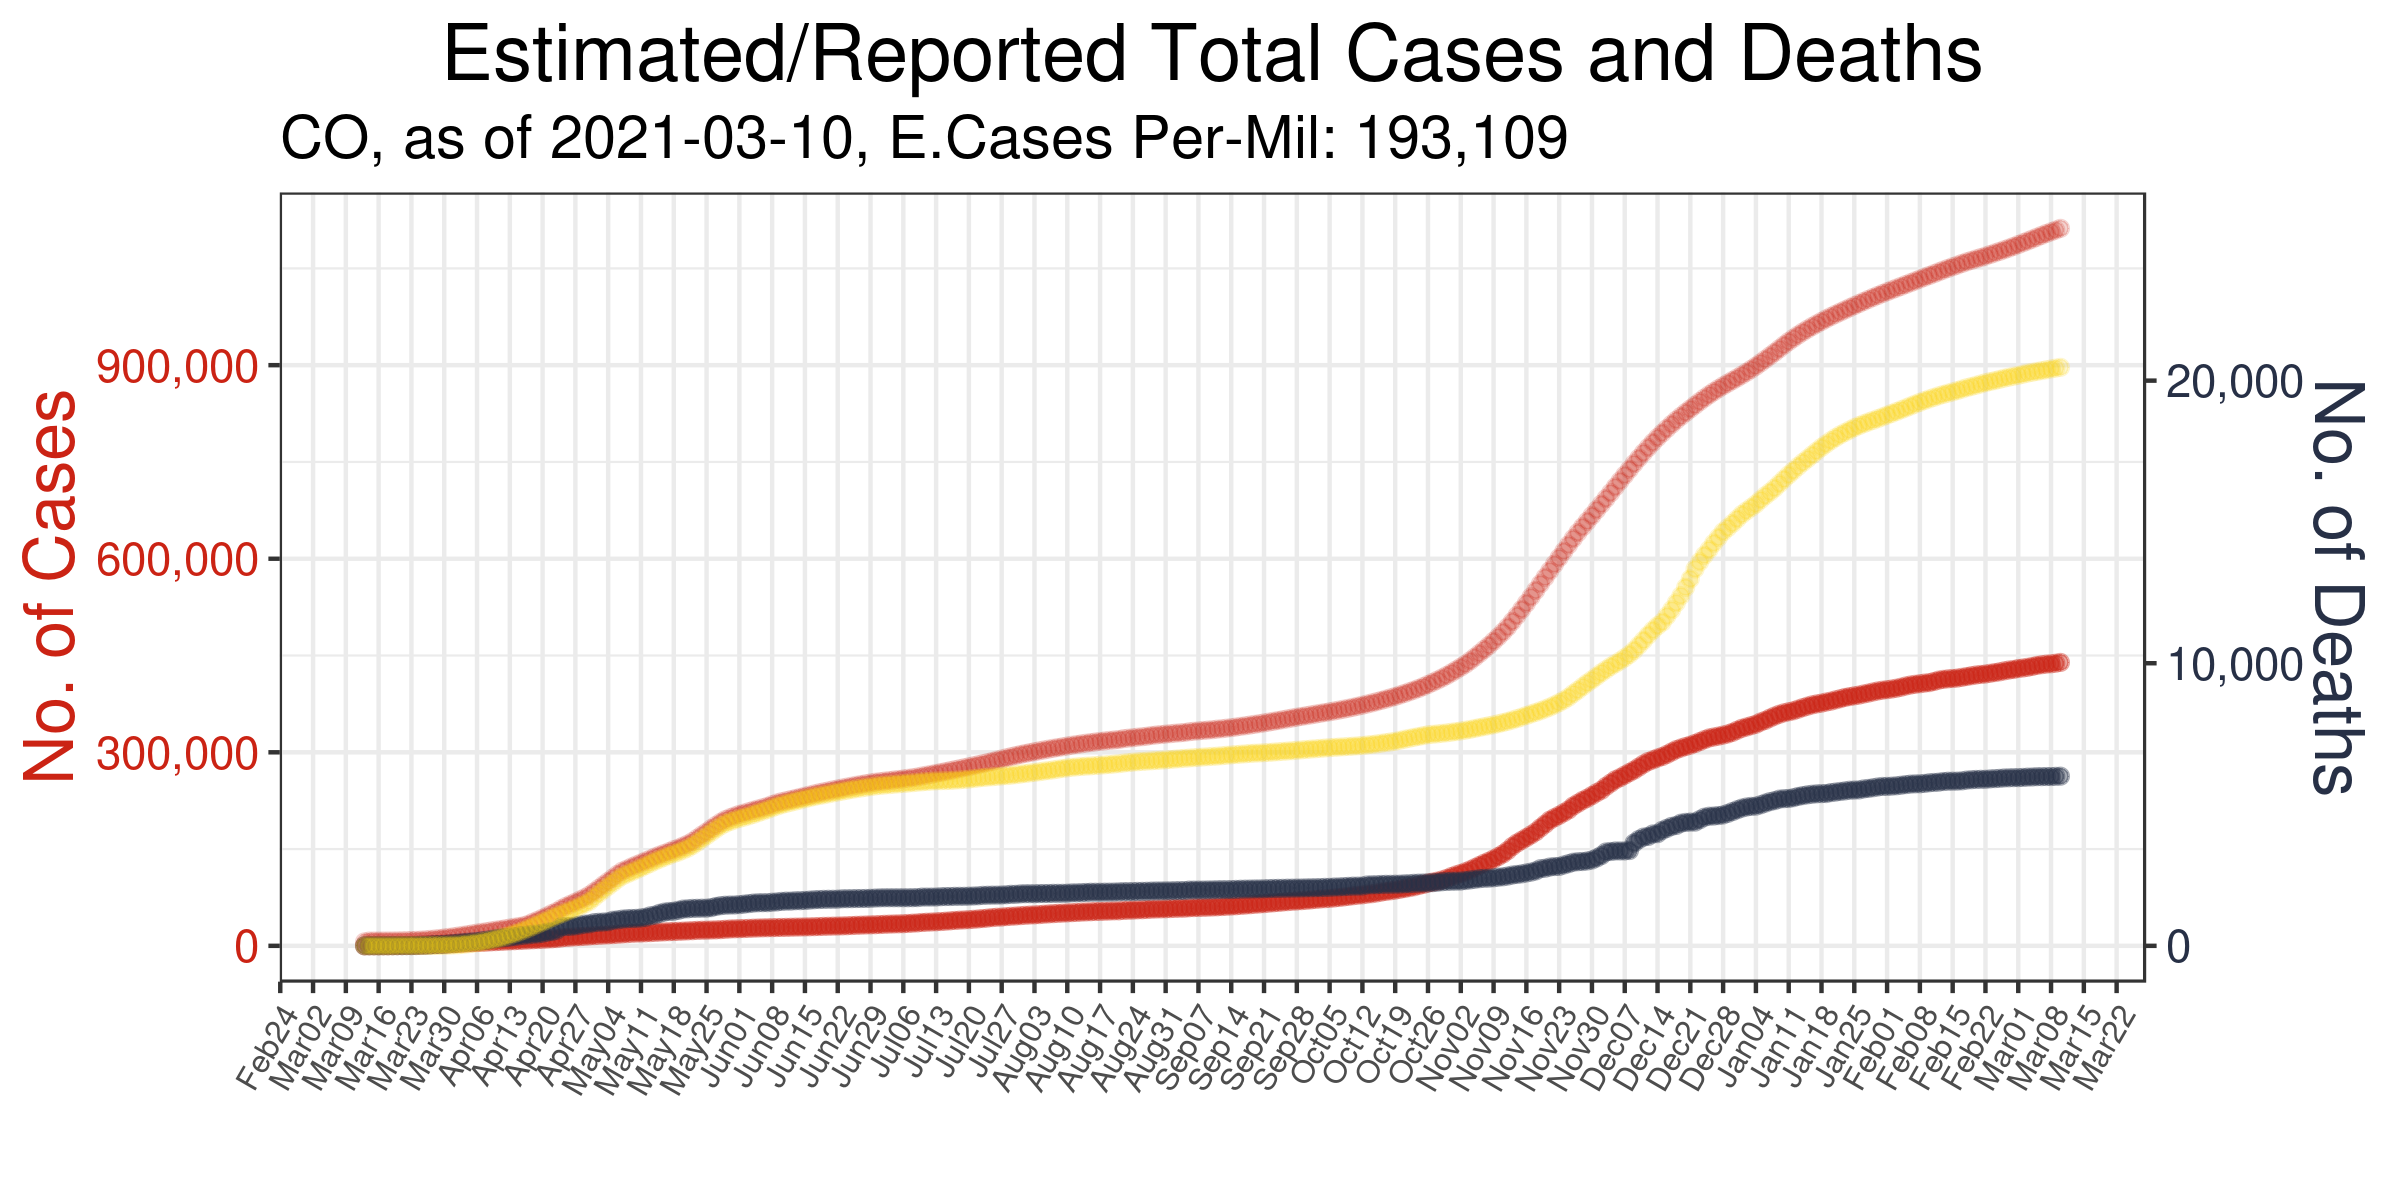 Estimated/Reported Total Cases and Deaths
CO, as of 2021-03-10, E.Cases Per-Mil: 193,109
No. of Cases
900,000
600,000
300,000
0
20,000
10,000
0
No. of Deaths
Feb24
Mar02
Mar09
Mar16
Mar23
Mar30
Apr06
Apr13
Apr20
Apr27
May04
May11
May18
May25
Jun01
Jun08
Jun15
Jun22
Jun29
Jul06
Jul13
Jul20
Jul27
Aug03
Aug10
Aug17
Aug24
Aug31
Sep07
Sep14
Sep21
Sep28
Oct05
Oct12
Oct19
Oct26
Nov02
Nov09
Nov16
Nov23
Nov30
Dec07
Dec14
Dec21
Dec28
Jan04
Jan11
Jan18
Jan25
Feb01
Feb08
Feb15
Feb22
Mar01
Mar08
Mar15
Mar22